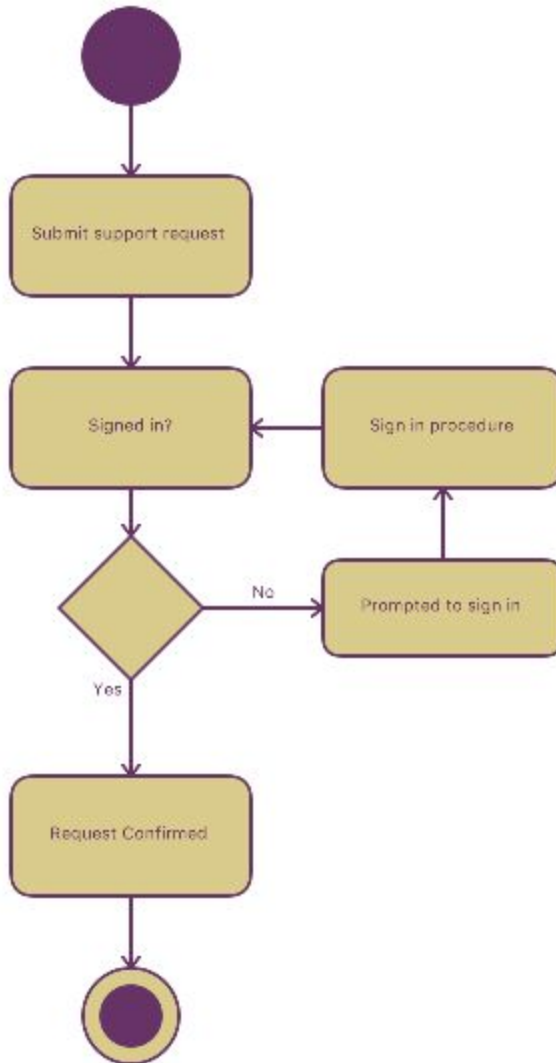 Submit support request
Signed in?
Sign in procedure
No
Prompted to sign in
Yes
Request Confirmed